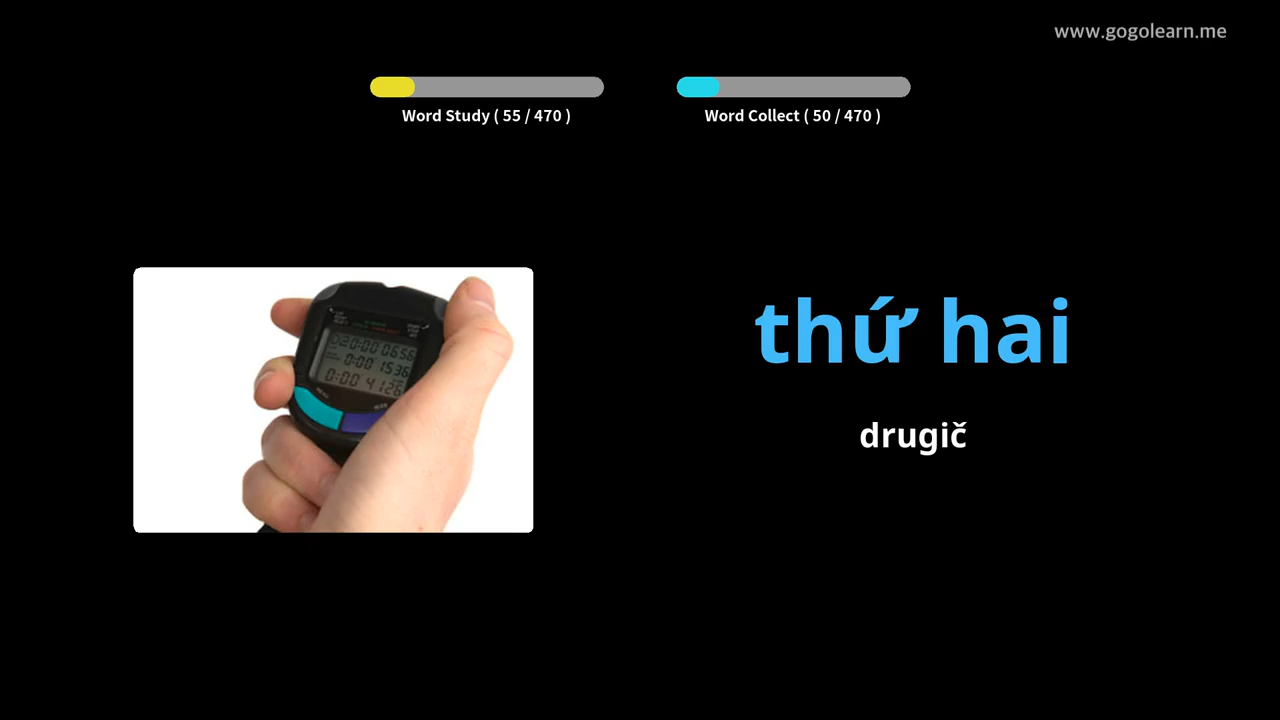 www.gogolearn.me
Word Study ( 55 / 470 )
Word Collect ( 50 / 470 )
thứ hai
drugič